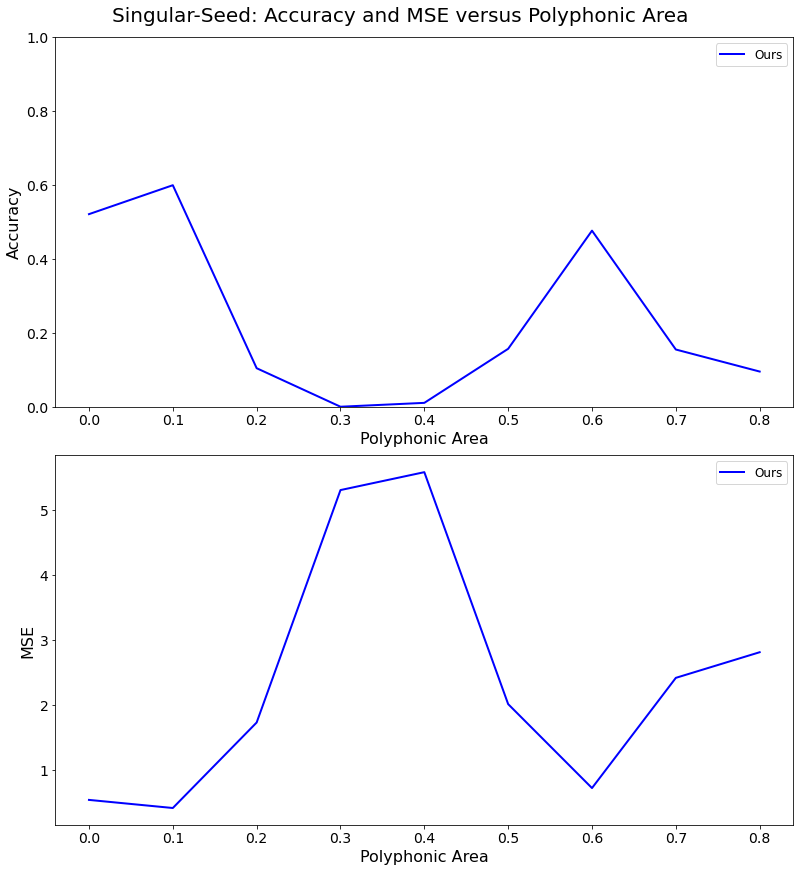 Singular-Seed: Accuracy and MSE versus Polyphonic Area
1.0
0.8
0.6
0.4
0.2
0.0
Accuracy
Ours
0.0 0.1 0.2 0.3 0.4 0.5 0.6 0.7 0.8
Polyphonic Area
5
4
3
2
1
MSE
Ours
0.0 0.1 0.2 0.3 0.4 0.5 0.6 0.7 0.8
Polyphonic Area